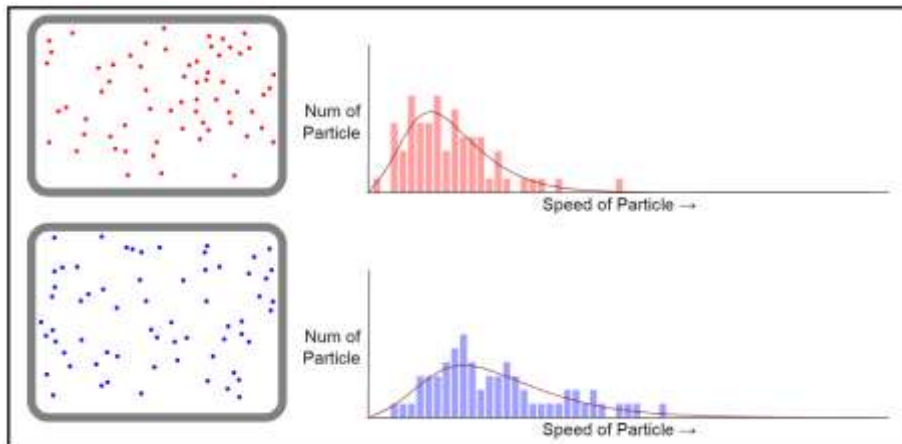 Num of
Particle
Speed of Particle →
Num of
Particle
Speed of Particle →